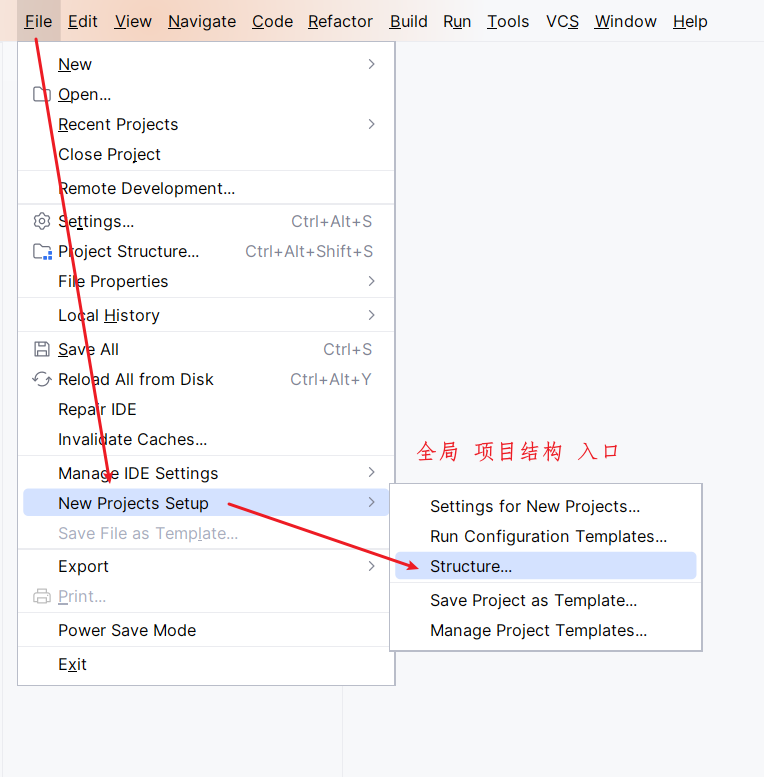 File Edit View Navigate Code Refactor Build Run Tools VCS Window Help
New
Open...
Recent Projects
Close Project
Remote Development...
Settings... Ctrl+Alt+S
Project Structure... Ctrl+Alt+Shift+S
File Properties
Local History
Save All Ctrl+S
Reload All from Disk Ctrl+Alt+Y
Repair IDE
Invalidate Caches...
Manage IDE Settings
New Projects Setup
Save File as Template...
Export
Print...
Power Save Mode
Exit
全局 项目结构 入口
Settings for New Projects...
Run Configuration Templates...
Structure...
Save Project as Template...
Manage Project Templates...